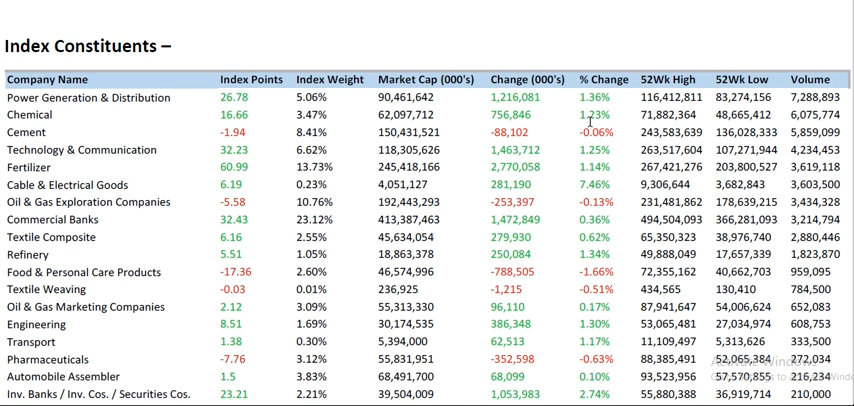 Index Constituents –
Company Name Index Points Index Weight Market Cap (000's) Change (000's) % Change 52Wk High 52Wk Low Volume
Power Generation & Distribution 26.78 5.06% 90,461,642 1,216,081 1.36% 116,412,811 83,274,156 7,288,893
Chemical 16.66 3.47% 62,097,712 756,846 1.23% 71,882,364 48,665,412 6,075,774
Cement -1.94 8.41% 150,431,521 -88,102 -0.06% 243,583,639 136,028,333 5,859,099
Technology & Communication 32.23 6.62% 118,305,626 1,463,712 1.25% 263,517,604 107,271,944 4,234,453
Fertilizer 60.99 13.73% 245,418,166 2,770,058 1.14% 267,421,276 203,800,527 3,619,118
Cable & Electrical Goods 6.19 0.23% 4,051,127 281,190 7.46% 9,306,644 3,682,843 3,603,500
Oil & Gas Exploration Companies -5.58 10.76% 192,443,293 -253,397 -0.13% 231,481,862 178,639,215 3,434,328
Commercial Banks 32.43 23.12% 413,387,463 1,472,849 0.36% 494,504,093 366,281,093 3,214,794
Textile Composite 6.16 2.55% 45,634,054 279,930 0.62% 65,350,323 38,976,740 2,880,446
Refinery 5.51 1.05% 18,863,378 250,084 1.34% 49,888,049 17,657,339 1,823,870
Food & Personal Care Products -17.36 2.60% 46,574,996 -788,505 -1.66% 72,355,162 40,662,703 959,095
Textile Weaving -0.03 0.01% 236,925 -1,215 -0.51% 434,565 130,410 784,500
Oil & Gas Marketing Companies 2.12 3.09% 55,313,330 96,110 0.17% 87,941,647 54,006,624 652,083
Engineering 8.51 1.69% 30,174,535 386,348 1.30% 53,065,481 27,034,974 608,753
Transport 1.38 0.30% 5,394,000 62,513 1.17% 11,109,497 5,313,626 333,500
Pharmaceuticals -7.76 3.12% 55,831,951 -352,598 -0.63% 88,385,491 52,065,384 272,034
Activate Windows
Automobile Assembler 1.5 3.83% 68,491,700 68,099 0.10% 93,523,956 57,570,855 216,234
Inv. Banks / Inv. Cos. / Securities Cos. 23.21 2.21% 39,504,009 1,053,983 2.74% 55,880,388 36,919,714 210,000